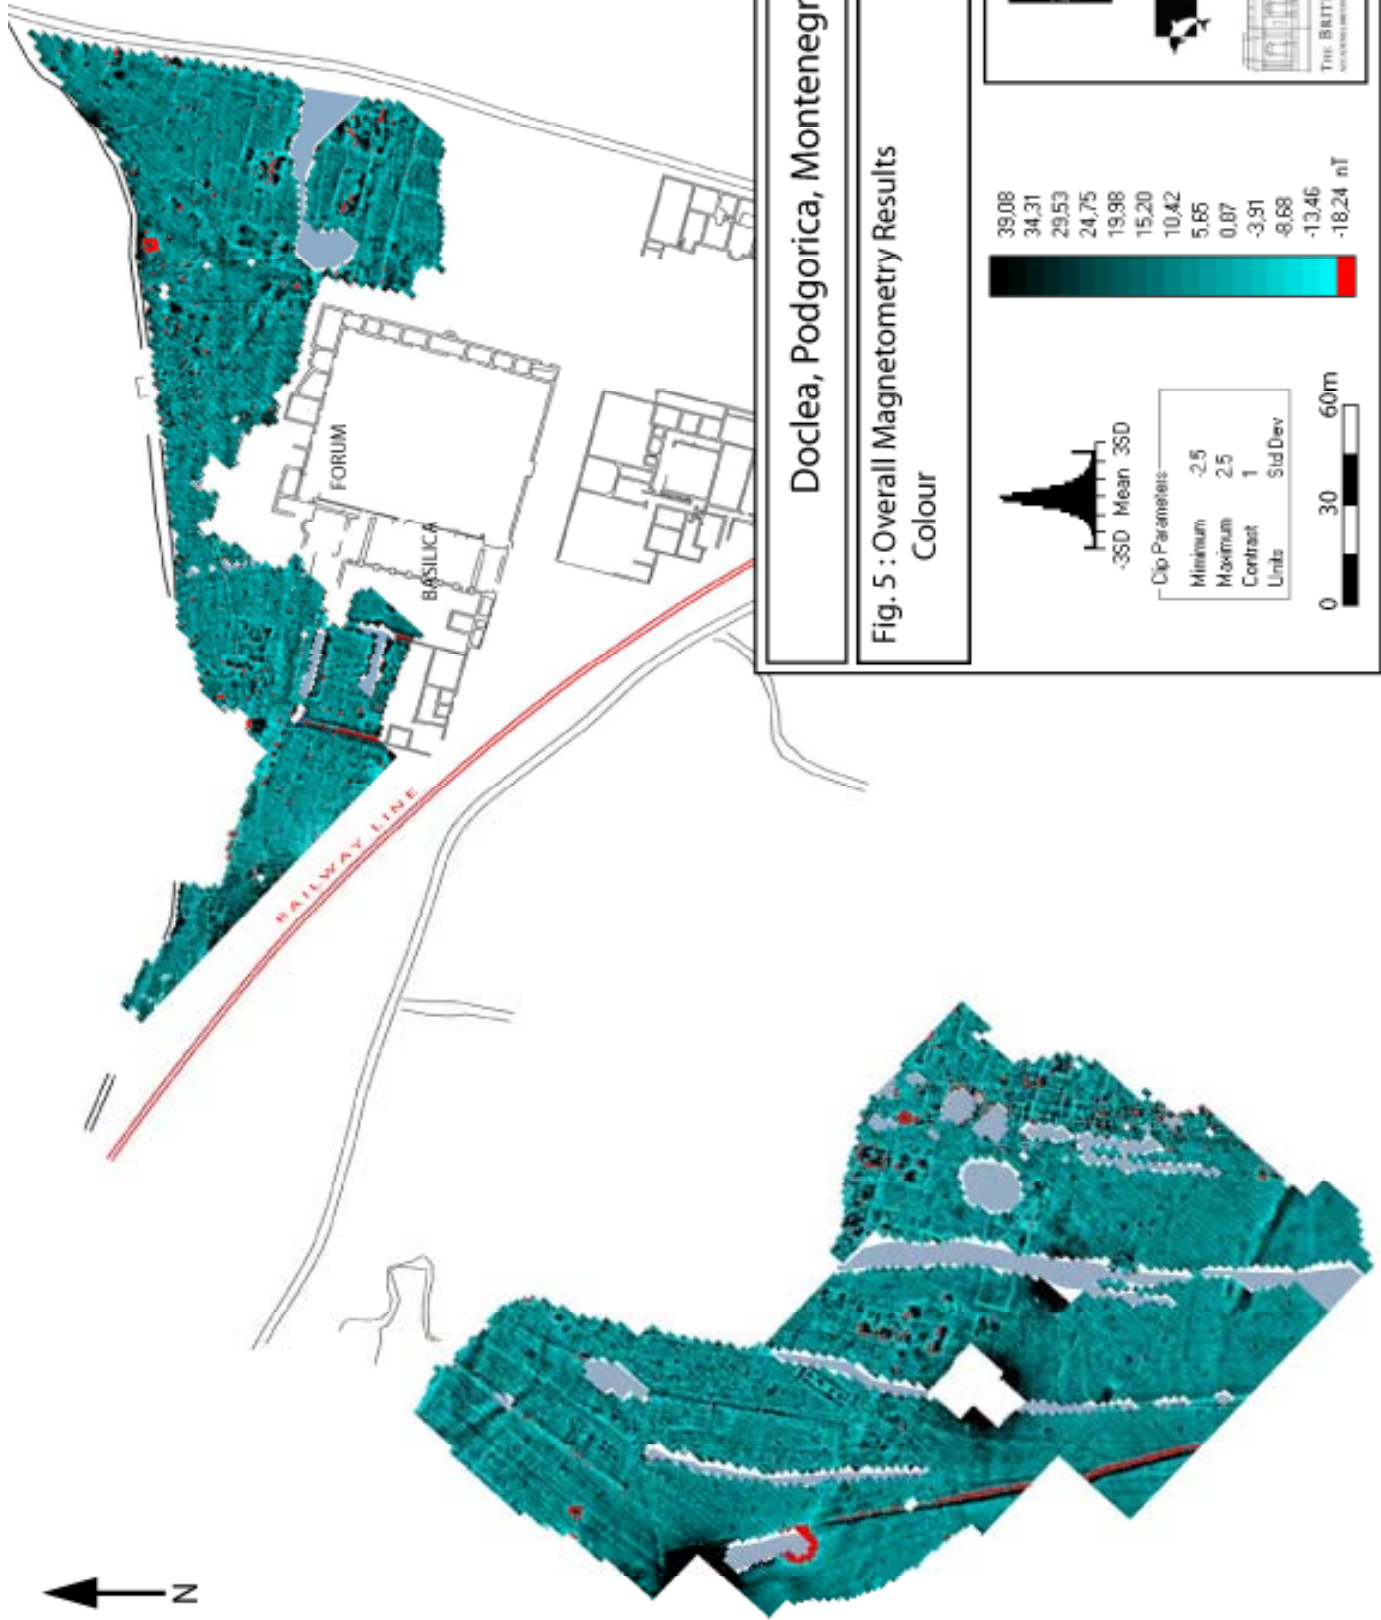 Doclea, Podgorica, Montenegr
Fig. 5 : Overall Magnetometry Results
Colour
-3SD Mean 3SD
Clip Parameters
Minimum -2.5
Maximum 2.5
Contrast 1
Units Std Dev
0 30 60m
39,08
34,31
29,53
24,75
19,98
15,20
10,42
5,65
0,87
-3,91
-8,68
-13,46
-18,24 nT
THE BRIT
FORUM
BASILICA
RAILWAY LINE
N